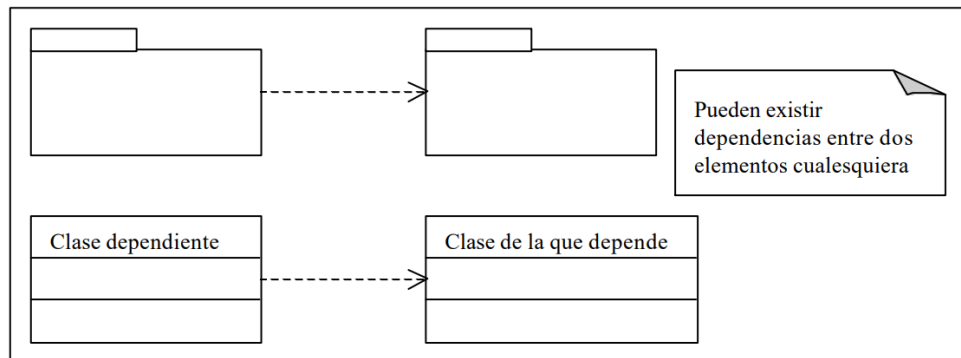 Pueden existir
dependencias entre dos
elementos cualesquiera
Clase dependiente
Clase de la que depende